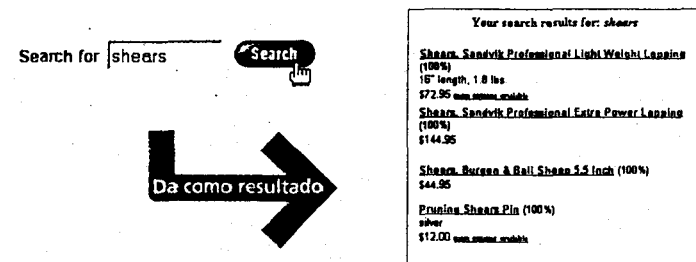 Search for shears Search
Da como resultado
Your search results for: shears
Shears, Sandvik Professional Light Weight Lopping
(100%)
16" length, 1.8 lbs
$72.95
Shears, Sandvik Professional Extra Power Lopping
(100%)
$144.95
Shears, Burgon & Ball Sheep 5.5 inch (100%)
$44.95
Pruning Shears Pin (100%)
silver
$12.00